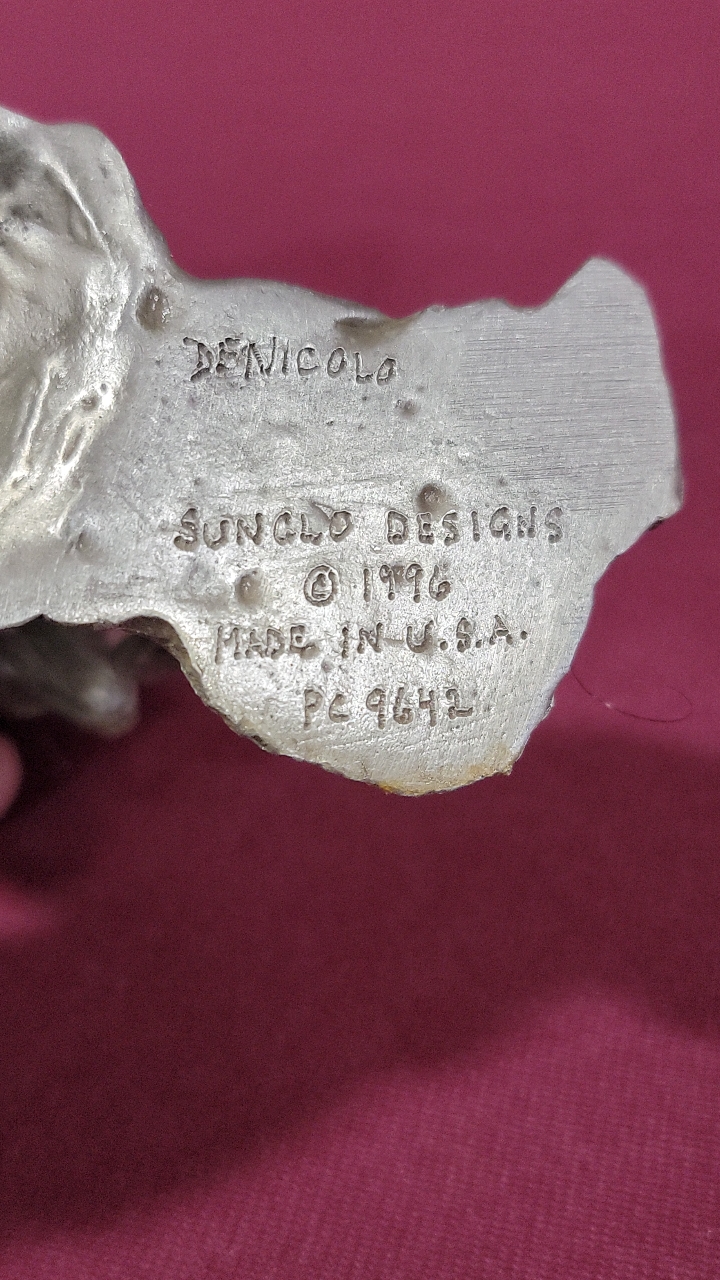 DENICOLO
SUNGLO DESIGNS
© 1996
MADE IN U.S.A.
PC 9642